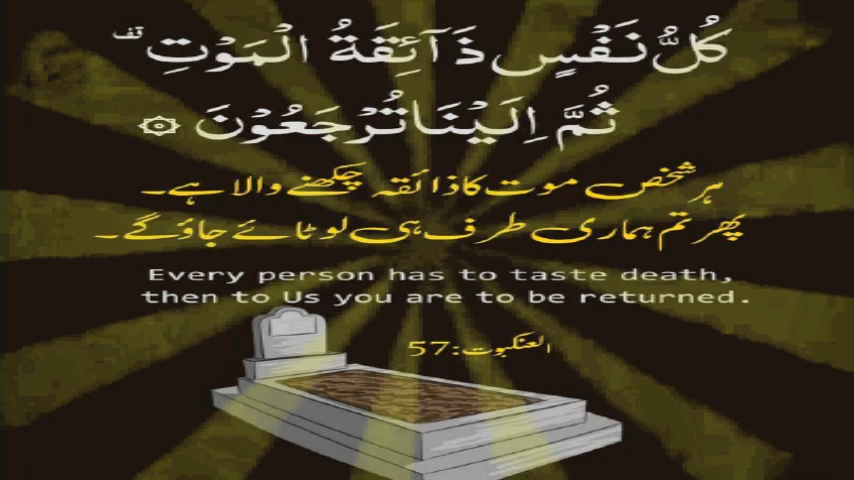 كُلُّ نَفْسٍ ذَآئِقَةُ الْمَوْتِ ۟قف
ثُمَّ اِلَيْنَا تُرْجَعُوْنَ ۞
ہر شخص موت کا ذائقہ چکھنے والا ہے۔
پھر تم ہماری طرف ہی لوٹائے جاؤ گے۔
Every person has to taste death,
then to Us you are to be returned.
العنکبوت:57